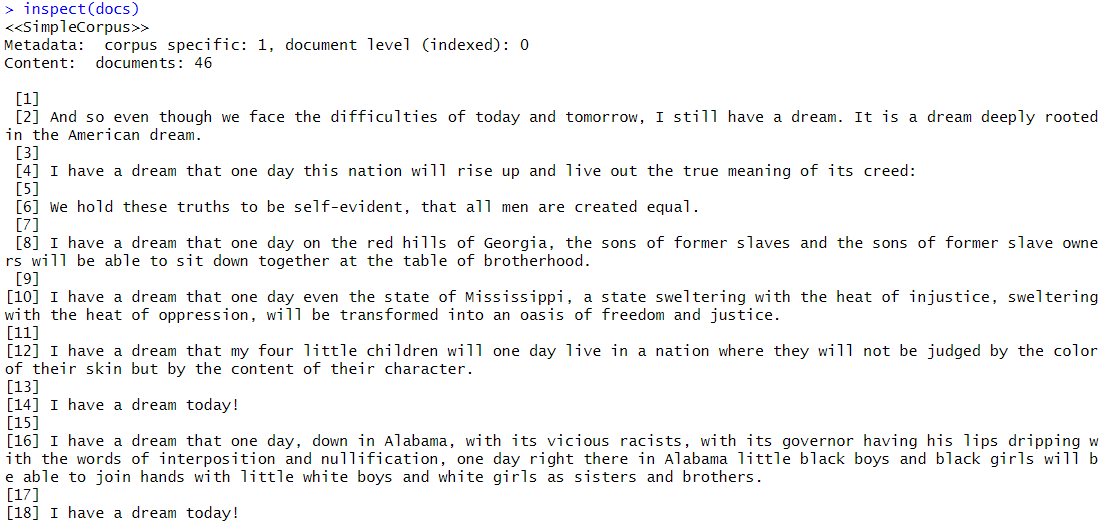 > inspect(docs)
<<SimpleCorpus>>
Metadata:  corpus specific: 1, document level (indexed): 0
Content:  documents: 46
[1]
[2] And so even though we face the difficulties of today and tomorrow, I still have a dream. It is a dream deeply rooted
in the American dream.
[3]
[4] I have a dream that one day this nation will rise up and live out the true meaning of its creed:
[5]
[6] We hold these truths to be self-evident, that all men are created equal.
[7]
[8] I have a dream that one day on the red hills of Georgia, the sons of former slaves and the sons of former slave owne
rs will be able to sit down together at the table of brotherhood.
[9]
[10] I have a dream that one day even the state of Mississippi, a state sweltering with the heat of injustice, sweltering
with the heat of oppression, will be transformed into an oasis of freedom and justice.
[11]
[12] I have a dream that my four little children will one day live in a nation where they will not be judged by the color
of their skin but by the content of their character.
[13]
[14] I have a dream today!
[15]
[16] I have a dream that one day, down in Alabama, with its vicious racists, with its governor having his lips dripping w
ith the words of interposition and nullification, one day right there in Alabama little black boys and black girls will b
e able to join hands with little white boys and white girls as sisters and brothers.
[17]
[18] I have a dream today!